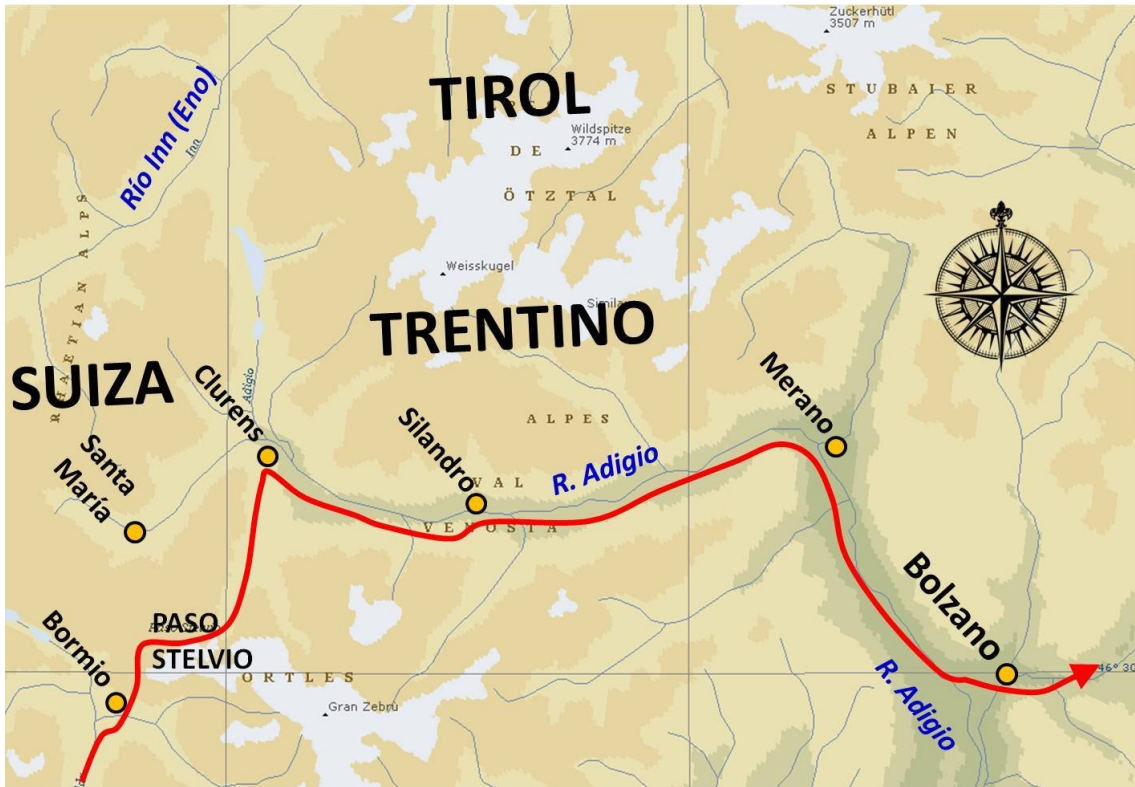 Zuckerhütl
3507 m
TIROL
STUBAIER
ALPEN
Wildspitze
3774 m
DE
ÖTZTAL
Río Inn (Eno)
Inn
RHAETIAN ALPS
Weisskugel
TRENTINO
SUIZA
Adigio
Clurens
Silandro
ALPES
Merano
Santa
María
VAL
VENOSTA
R. Adigio
PASO
STELVIO
Bormio
Bolzano
46° 30
ORTLES
Gran Zebrù
R. Adigio